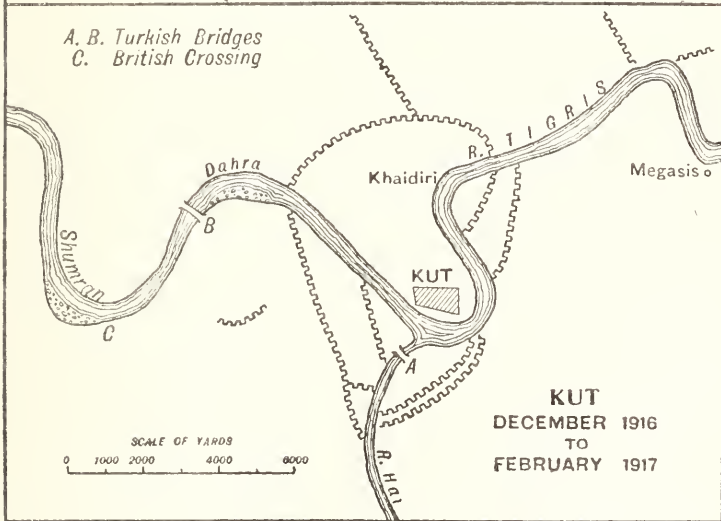 A. B. Turkish Bridges
C. British Crossing
R. TIGRIS
Dahra
Khaidiri
Megasis
B
Shumran
KUT
C
A
KUT
DECEMBER 1916
TO
FEBRUARY 1917
SCALE OF YARDS
0 1000 2000 4000 6000
R. Hai